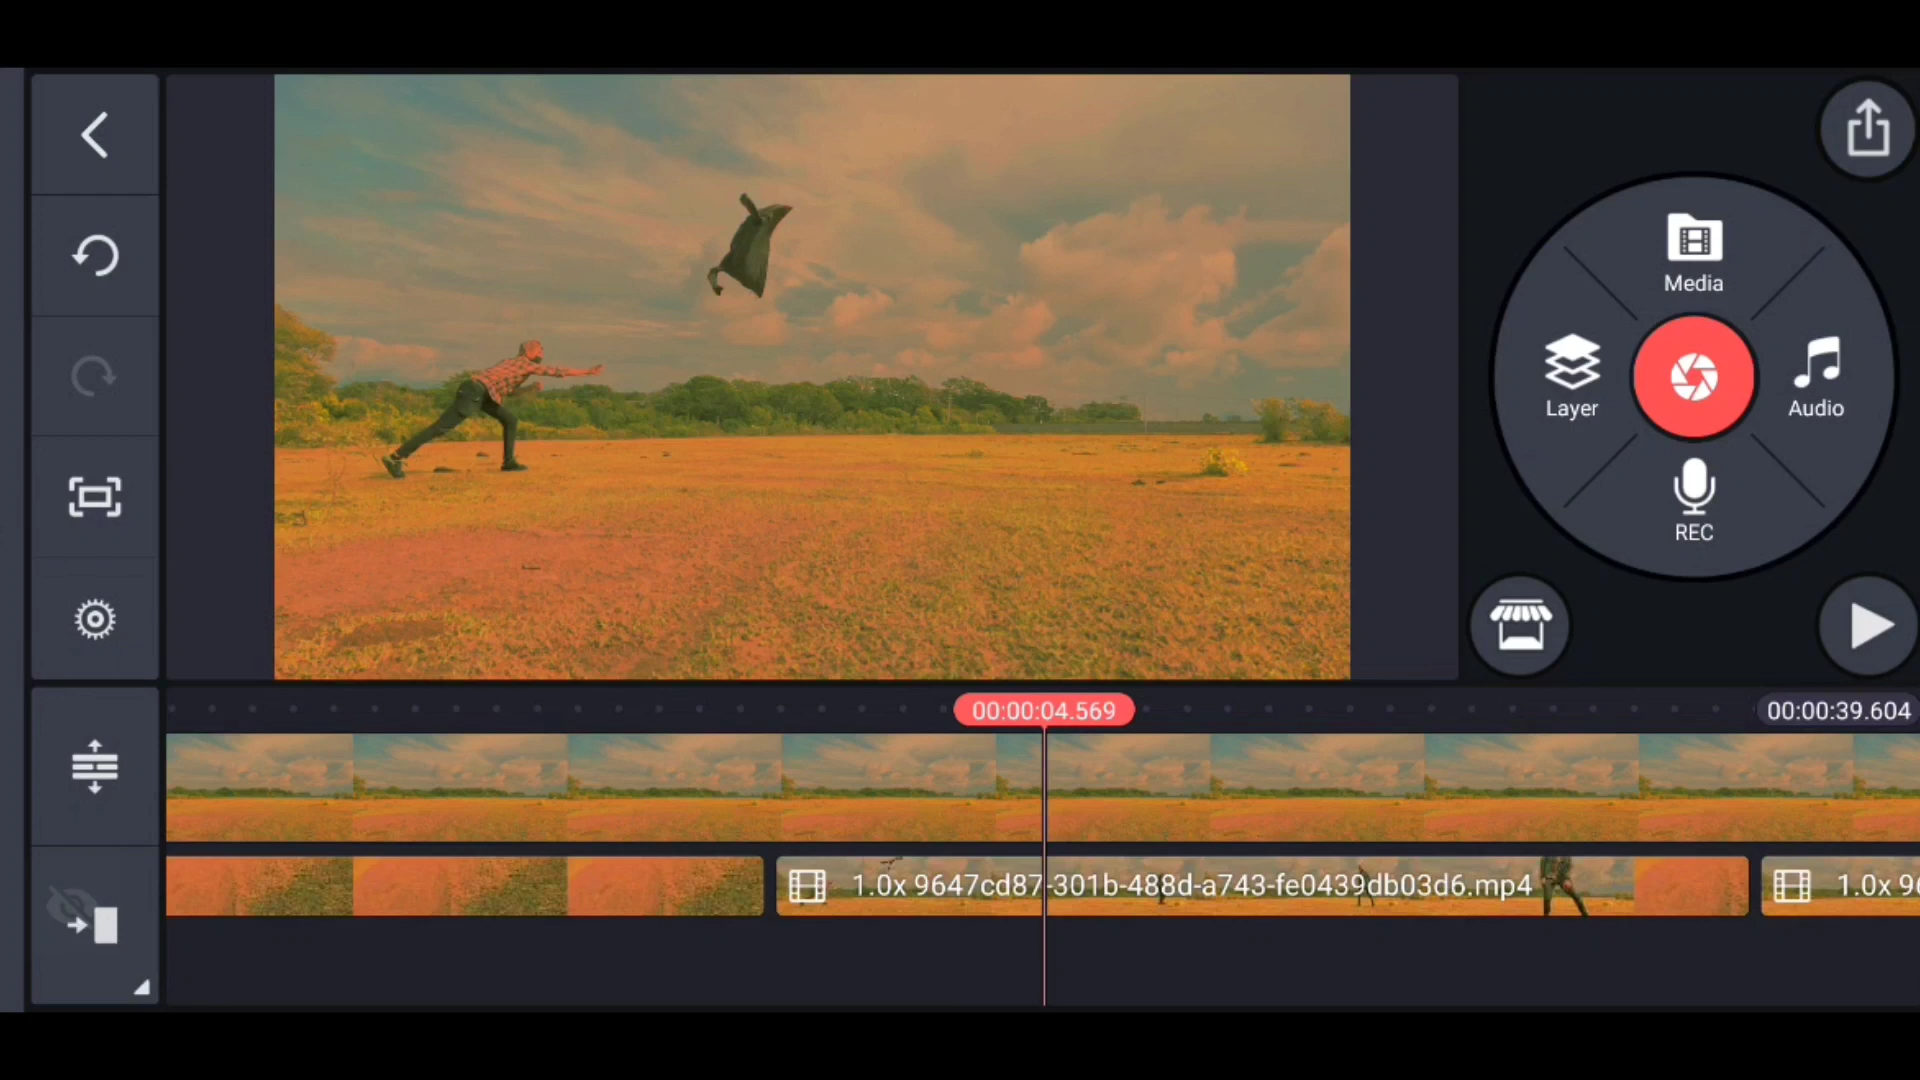 Media
Layer
Audio
REC
00:00:04.569
00:00:39.604
1.0x 9647cd87-301b-488d-a743-fe0439db03d6.mp4
1.0x 96